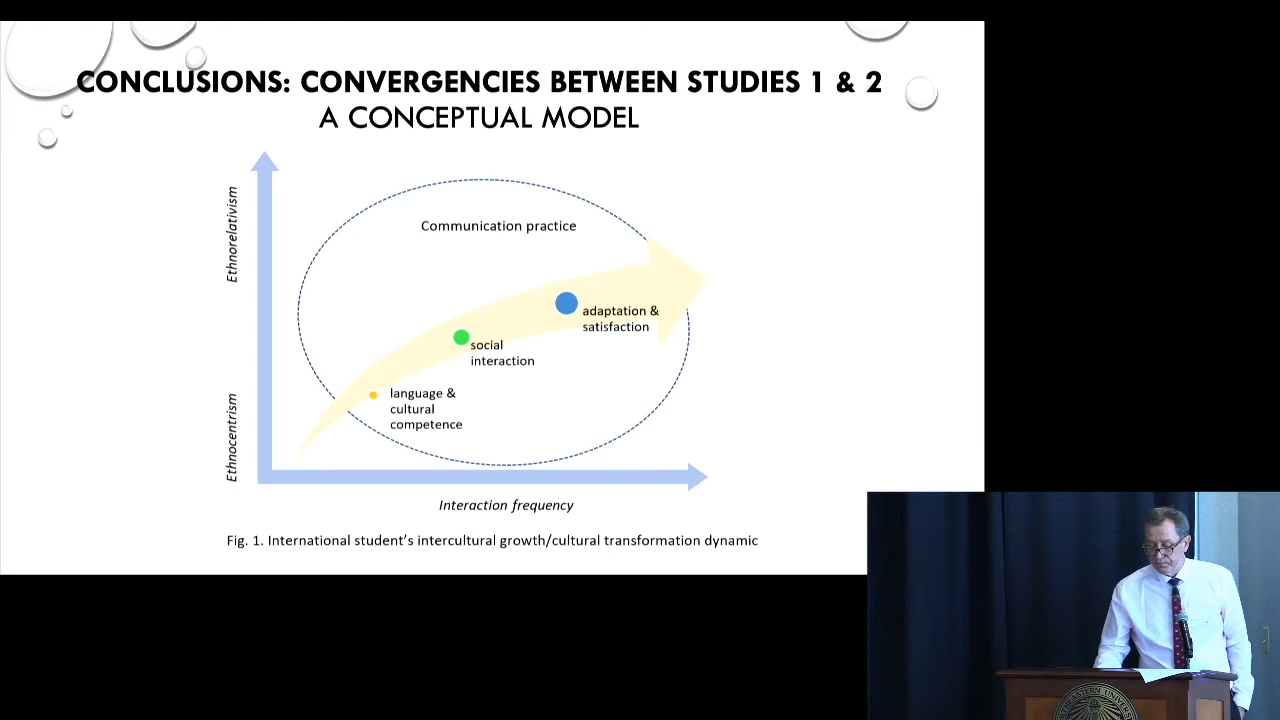 CONCLUSIONS: CONVERGENCIES BETWEEN STUDIES 1 & 2
A CONCEPTUAL MODEL
Ethnorelativism
Communication practice
adaptation &
satisfaction
social
interaction
language &
cultural
competence
Ethnocentrism
Interaction frequency
Fig. 1. International student's intercultural growth/cultural transformation dynamic